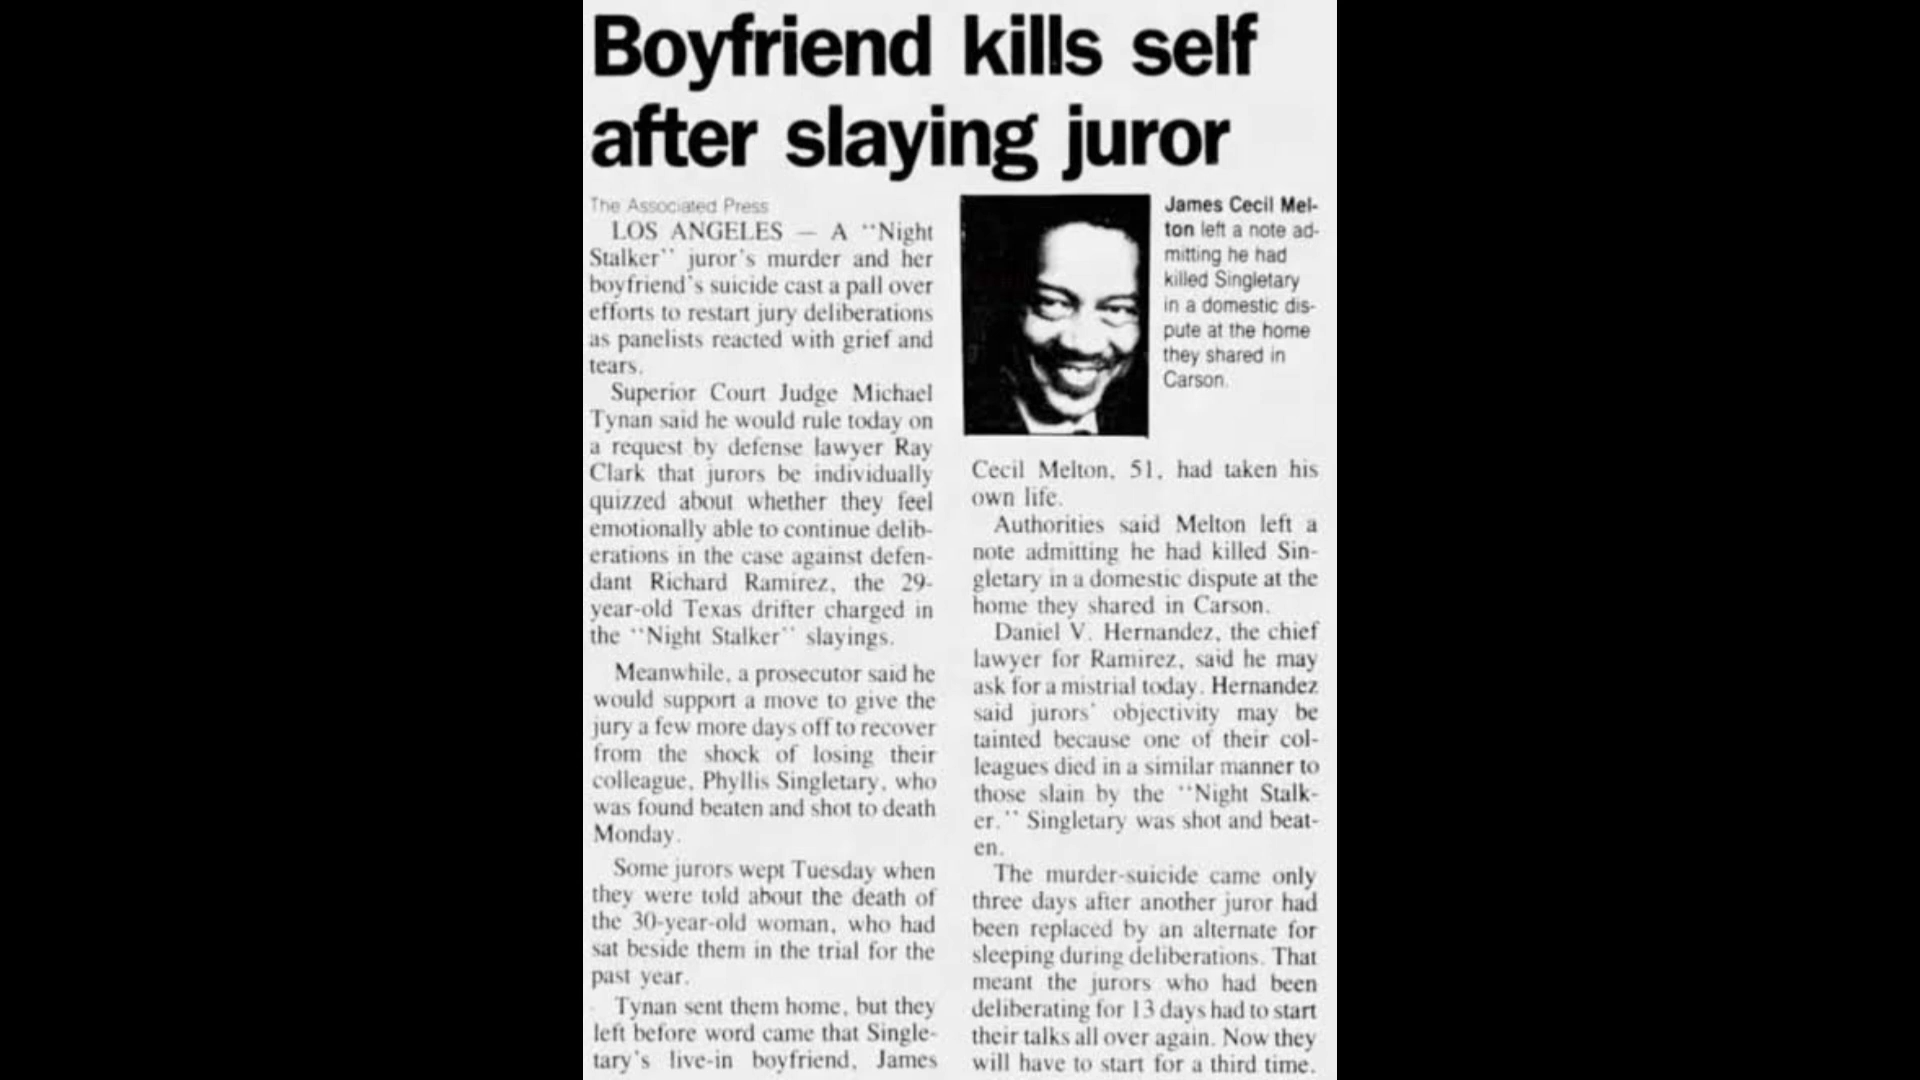 Boyfriend kills self
after slaying juror
The Associated Press
LOS ANGELES — A "Night
Stalker" juror's murder and her
boyfriend's suicide cast a pall over
efforts to restart jury deliberations
as panelists reacted with grief and
tears.
Superior Court Judge Michael
Tynan said he would rule today on
a request by defense lawyer Ray
Clark that jurors be individually
quizzed about whether they feel
emotionally able to continue delib-
erations in the case against defen-
dant Richard Ramirez, the 29-
year-old Texas drifter charged in
the "Night Stalker" slayings.
Meanwhile, a prosecutor said he
would support a move to give the
jury a few more days off to recover
from the shock of losing their
colleague, Phyllis Singletary, who
was found beaten and shot to death
Monday.
Some jurors wept Tuesday when
they were told about the death of
the 30-year-old woman, who had
sat beside them in the trial for the
past year.
Tynan sent them home, but they
left before word came that Single-
tary's live-in boyfriend, James
James Cecil Mel-
ton left a note ad-
mitting he had
killed Singletary
in a domestic dis-
pute at the home
they shared in
Carson.
Cecil Melton, 51, had taken his
own life.
Authorities said Melton left a
note admitting he had killed Sin-
gletary in a domestic dispute at the
home they shared in Carson.
Daniel V. Hernandez, the chief
lawyer for Ramirez, said he may
ask for a mistrial today. Hernandez
said jurors' objectivity may be
tainted because one of their col-
leagues died in a similar manner to
those slain by the "Night Stalk-
er." Singletary was shot and beat-
en.
The murder-suicide came only
three days after another juror had
been replaced by an alternate for
sleeping during deliberations. That
meant the jurors who had been
deliberating for 13 days had to start
their talks all over again. Now they
will have to start for a third time.